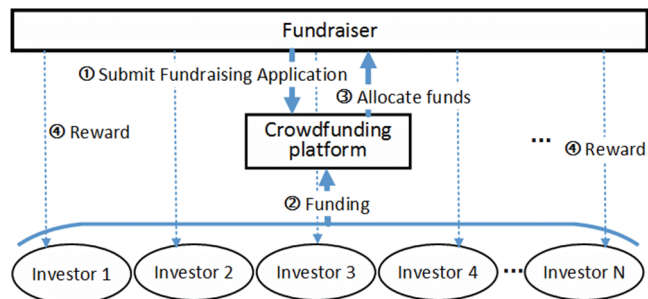 Fundraiser
① Submit Fundraising Application
③ Allocate funds
④ Reward
Crowdfunding
platform
...
④ Reward
② Funding
Investor 1
Investor 2
Investor 3
Investor 4
...
Investor N